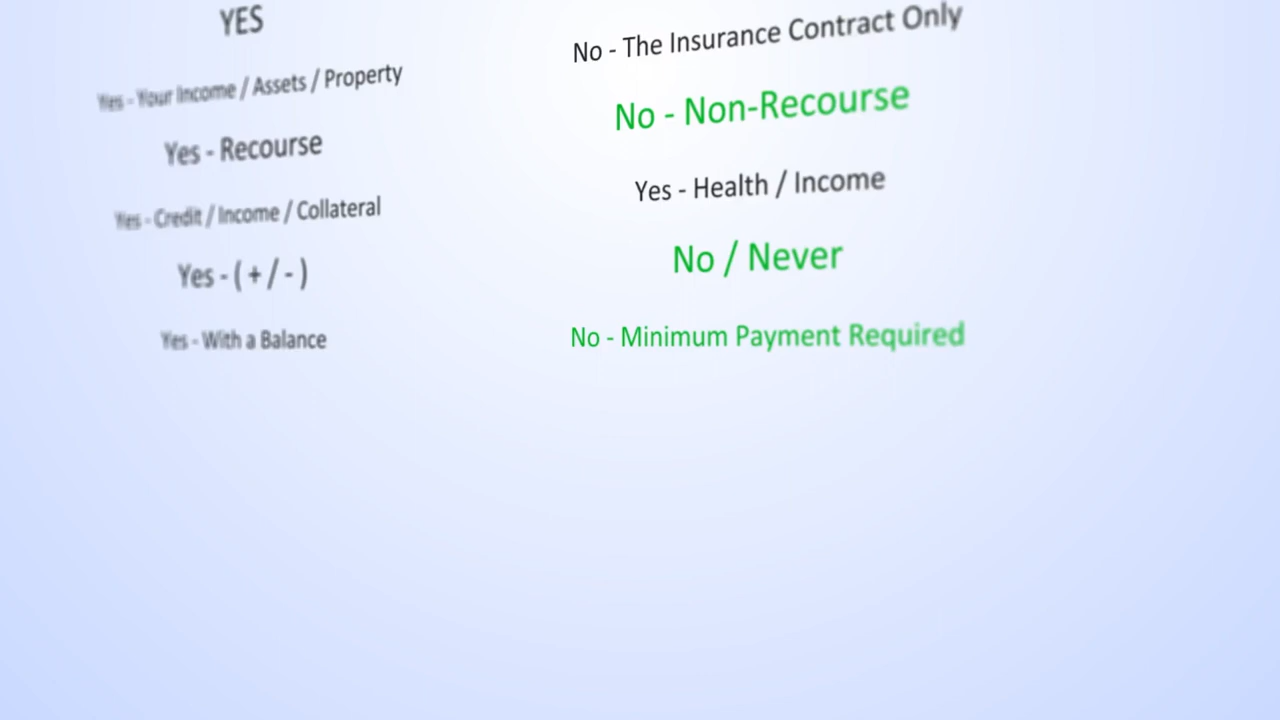 YES
No - The Insurance Contract Only
Yes - Your Income / Assets / Property
No - Non-Recourse
Yes - Recourse
Yes - Health / Income
Yes - Credit / Income / Collateral
No / Never
Yes - ( + / - )
No - Minimum Payment Required
Yes - With a Balance